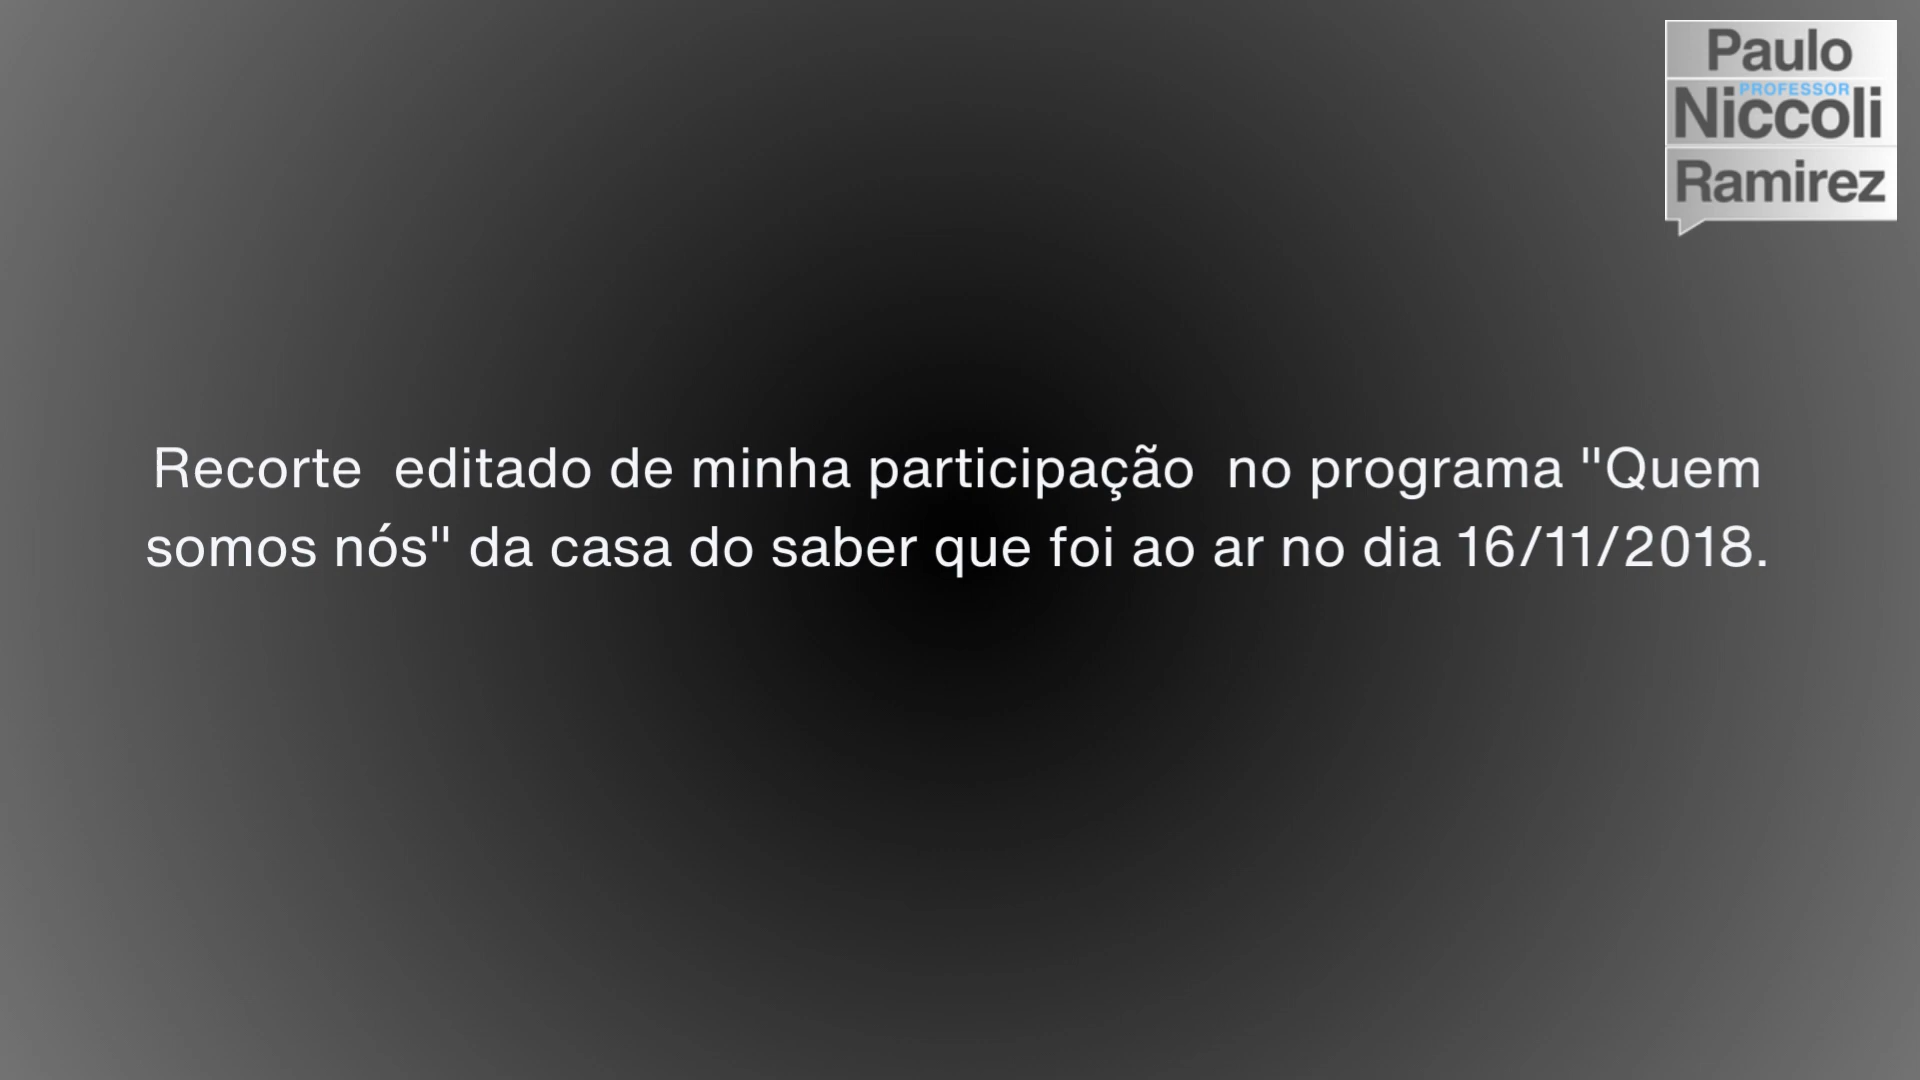 Paulo
PROFESSOR
Niccoli
Ramirez
Recorte  editado de minha participação  no programa "Quem
somos nós" da casa do saber que foi ao ar no dia 16/11/2018.